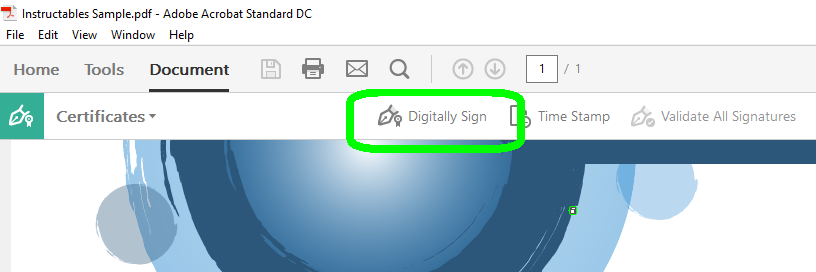 Instructables Sample.pdf - Adobe Acrobat Standard DC
File Edit View Window Help
Home Tools Document 1 / 1
Certificates Digitally Sign Time Stamp Validate All Signatures